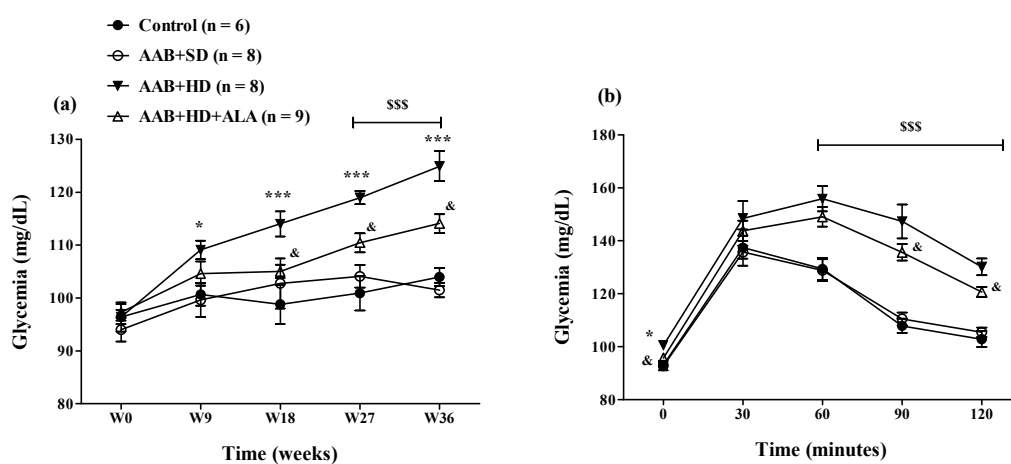 Control (n = 6)
AAB+SD (n = 8)
AAB+HD (n = 8)
AAB+HD+ALA (n = 9)
(a)
$$$
130
120
110
100
90
80
Glycemia (mg/dL)
*
***
***
***
&
&
&
W0
W9
W18
W27
W36
Time (weeks)
(b)
$$$
180
160
140
120
100
80
Glycemia (mg/dL)
*
&
&
&
0
30
60
90
120
Time (minutes)